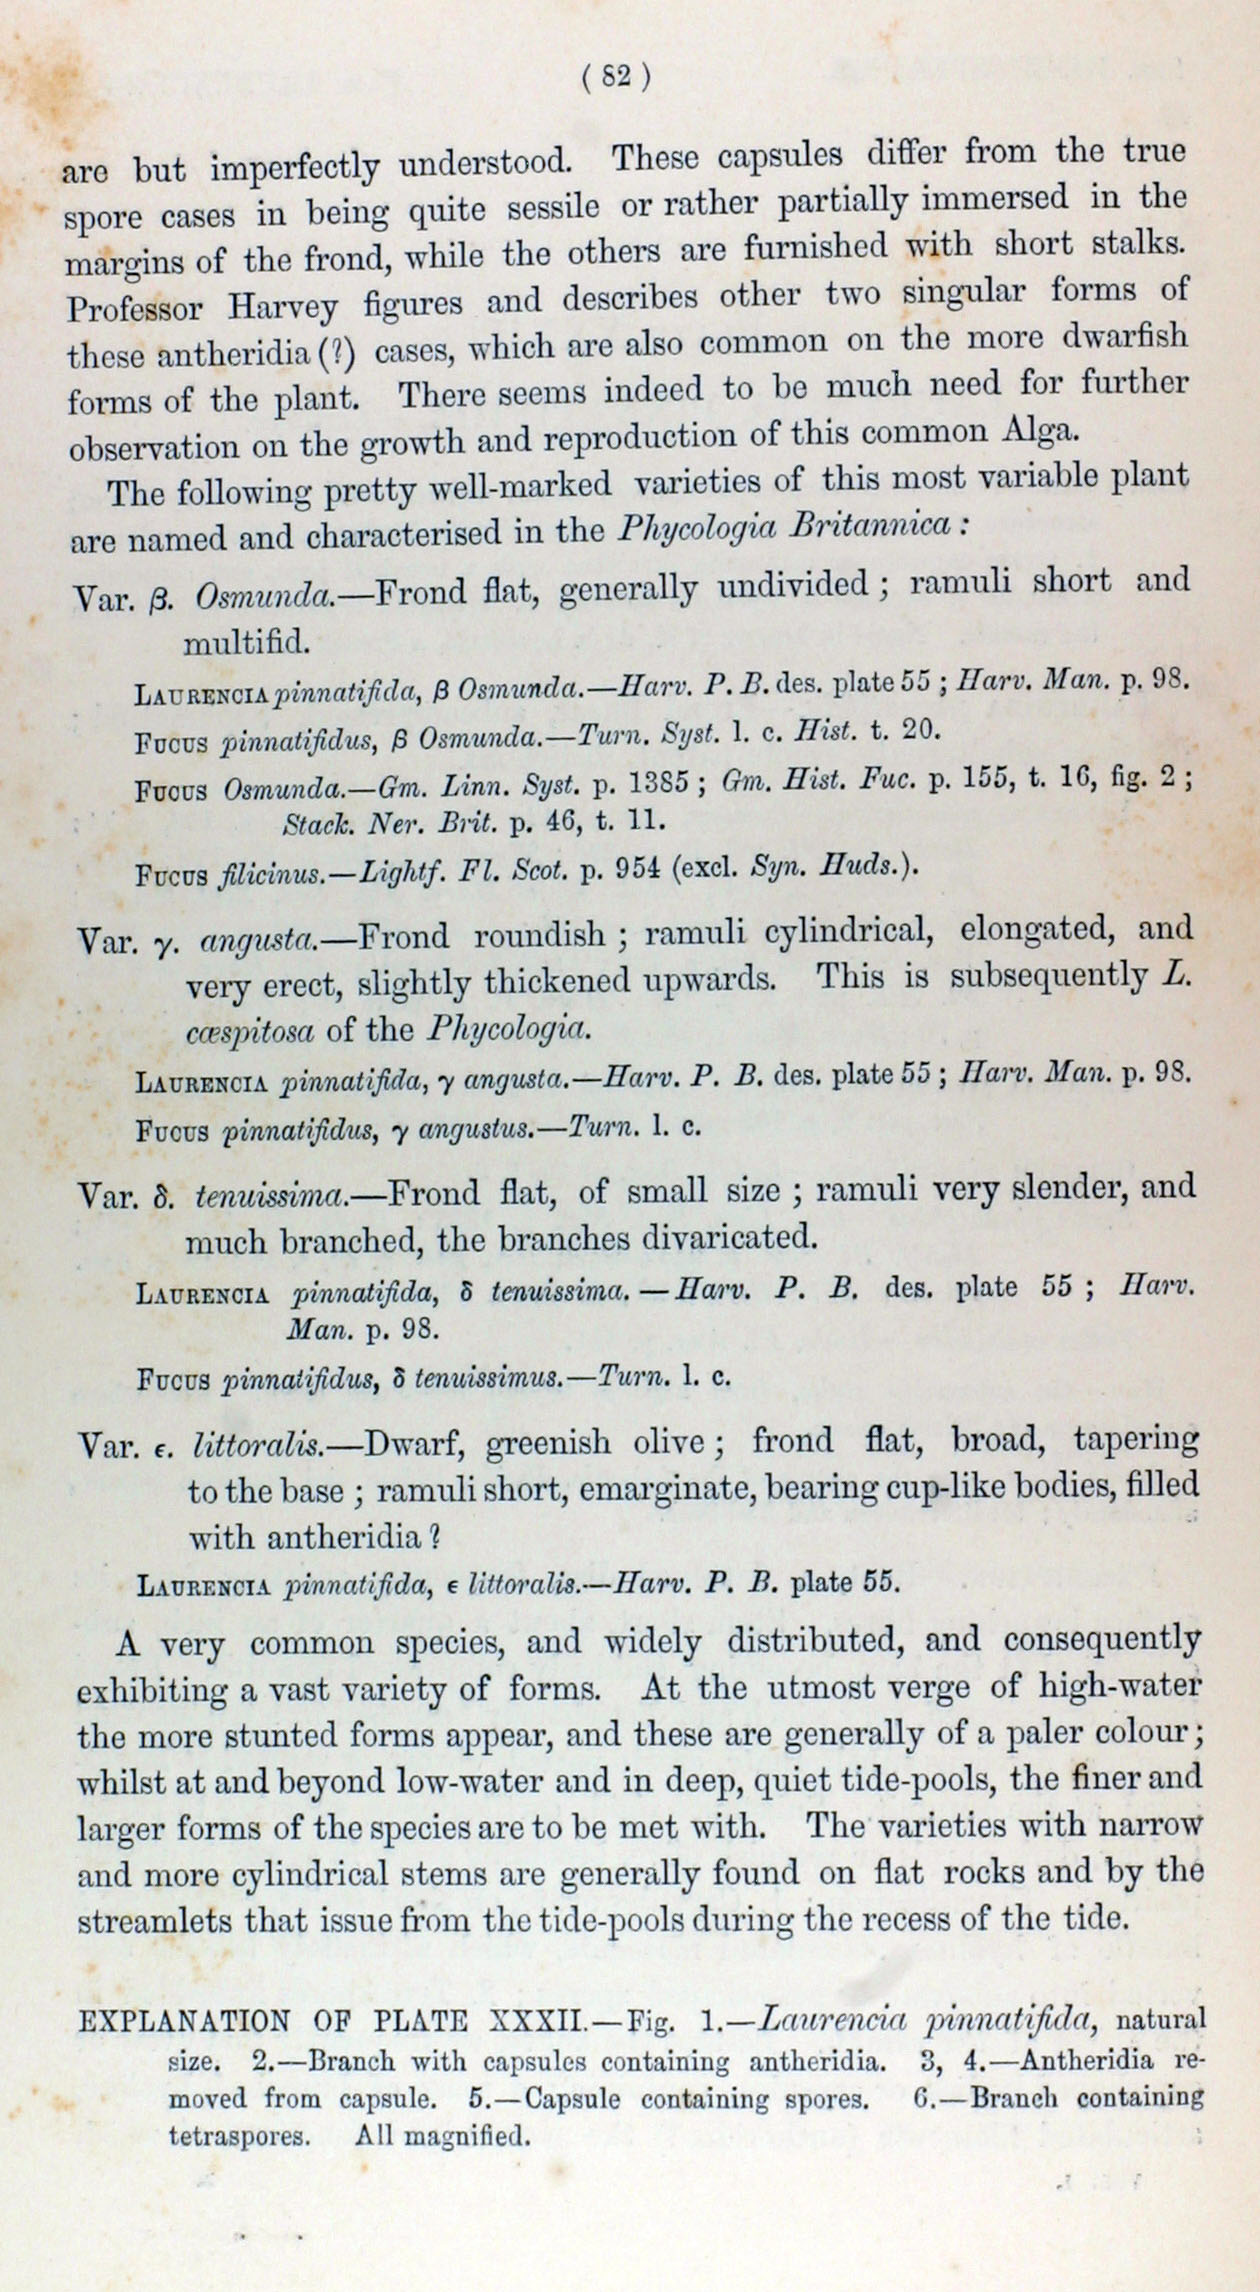 ( 82 )
are but imperfectly understood. These capsules differ from the true
spore cases in being quite sessile or rather partially immersed in the
margins of the frond, while the others are furnished with short stalks.
Professor Harvey figures and describes other two singular forms of
these antheridia (?) cases, which are also common on the more dwarfish
forms of the plant. There seems indeed to be much need for further
observation on the growth and reproduction of this common Alga.
The following pretty well-marked varieties of this most variable plant
are named and characterised in the Phycologia Britannica :
Var. β. Osmunda.—Frond flat, generally undivided ; ramuli short and
multifid.
LAURENCIA pinnatifida, β Osmunda.—Harv. P. B. des. plate 55 ; Harv. Man. p. 98.
FUCUS pinnatifidus, β Osmunda.—Turn. Syst. l. c. Hist. t. 20.
FUCUS Osmunda.—Gm. Linn. Syst. p. 1385 ; Gm. Hist. Fuc. p. 155, t. 16, fig. 2 ;
Stack. Ner. Brit. p. 46, t. 11.
FUCUS filicinus.—Lightf. Fl. Scot. p. 954 (excl. Syn. Huds.).
Var. γ. angusta.—Frond roundish ; ramuli cylindrical, elongated, and
very erect, slightly thickened upwards. This is subsequently L.
cæspitosa of the Phycologia.
LAURENCIA pinnatifida, γ angusta.—Harv. P. B. des. plate 55 ; Harv. Man. p. 98.
FUCUS pinnatifidus, γ angustus.—Turn. l. c.
Var. δ. tenuissima.—Frond flat, of small size ; ramuli very slender, and
much branched, the branches divaricated.
LAURENCIA pinnatifida, δ tenuissima. — Harv. P. B. des. plate 55 ; Harv.
Man. p. 98.
FUCUS pinnatifidus, δ tenuissimus.—Turn. l. c.
Var. ϵ. littoralis.—Dwarf, greenish olive ; frond flat, broad, tapering
to the base ; ramuli short, emarginate, bearing cup-like bodies, filled
with antheridia ?
LAURENCIA pinnatifida, ϵ littoralis.—Harv. P. B. plate 55.
A very common species, and widely distributed, and consequently
exhibiting a vast variety of forms. At the utmost verge of high-water
the more stunted forms appear, and these are generally of a paler colour ;
whilst at and beyond low-water and in deep, quiet tide-pools, the finer and
larger forms of the species are to be met with. The varieties with narrow
and more cylindrical stems are generally found on flat rocks and by the
streamlets that issue from the tide-pools during the recess of the tide.
EXPLANATION OF PLATE XXXII.—Fig. 1.—Laurencia pinnatifida, natural
size. 2.—Branch with capsules containing antheridia. 3, 4.—Antheridia re-
moved from capsule. 5.—Capsule containing spores. 6.—Branch containing
tetraspores. All magnified.